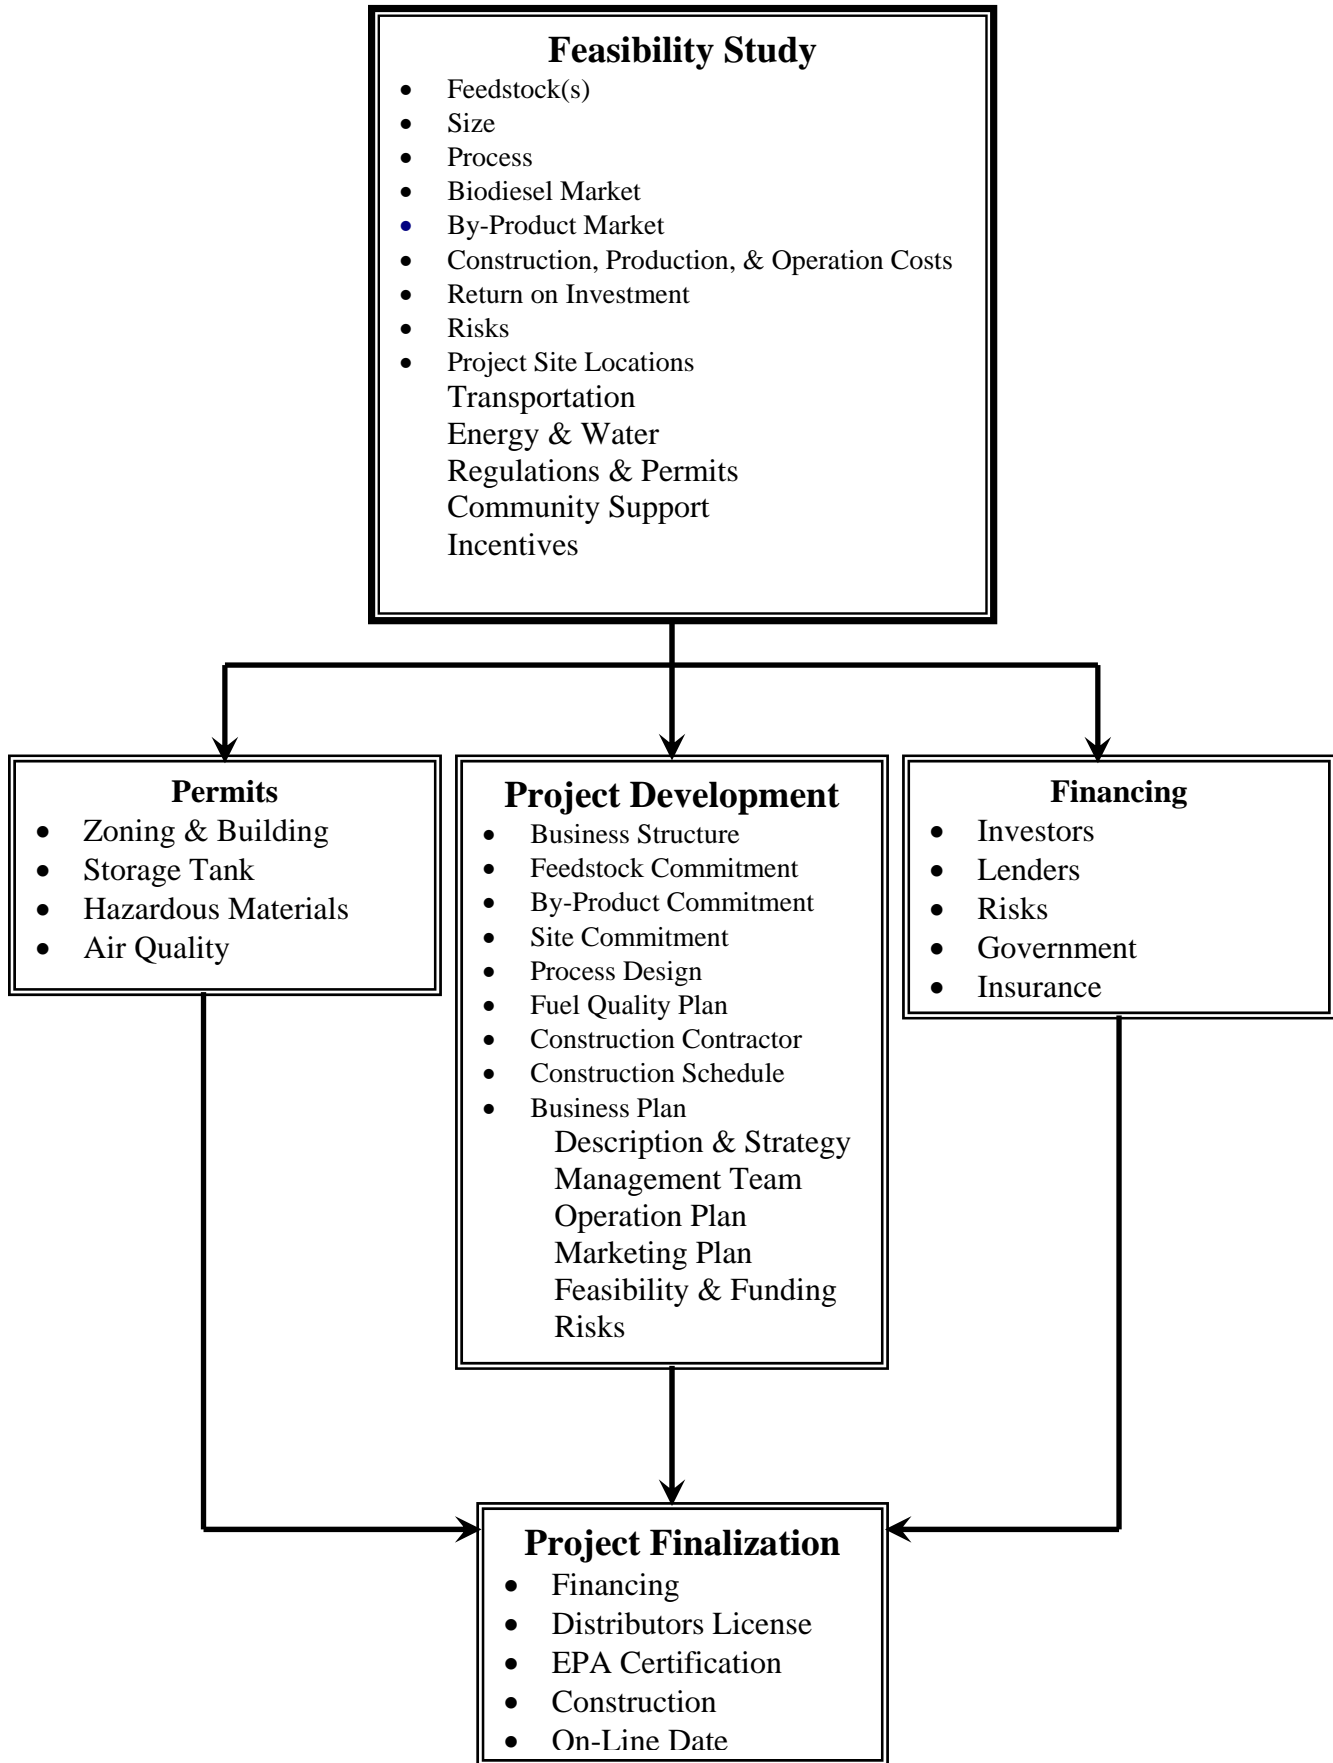 Feasibility Study
• Feedstock(s)
• Size
• Process
• Biodiesel Market
• By-Product Market
• Construction, Production, & Operation Costs
• Return on Investment
• Risks
• Project Site Locations
Transportation
Energy & Water
Regulations & Permits
Community Support
Incentives
Permits
• Zoning & Building
• Storage Tank
• Hazardous Materials
• Air Quality
Project Development
• Business Structure
• Feedstock Commitment
• By-Product Commitment
• Site Commitment
• Process Design
• Fuel Quality Plan
• Construction Contractor
• Construction Schedule
• Business Plan
Description & Strategy
Management Team
Operation Plan
Marketing Plan
Feasibility & Funding
Risks
Financing
• Investors
• Lenders
• Risks
• Government
• Insurance
Project Finalization
• Financing
• Distributors License
• EPA Certification
• Construction
• On-Line Date